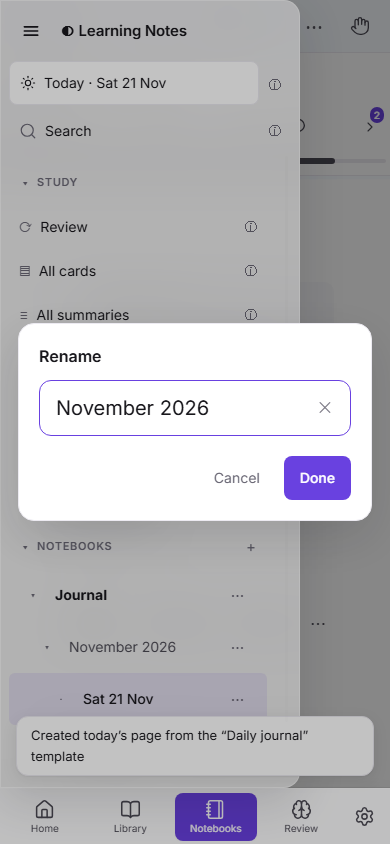 Learning Notes
Today · Sat 21 Nov
Search
2
STUDY
Review
All cards
All summaries
Rename
November 2026
Cancel
Done
NOTEBOOKS
Journal
November 2026
Sat 21 Nov
Created today's page from the “Daily journal”
template
Home
Library
Notebooks
Review